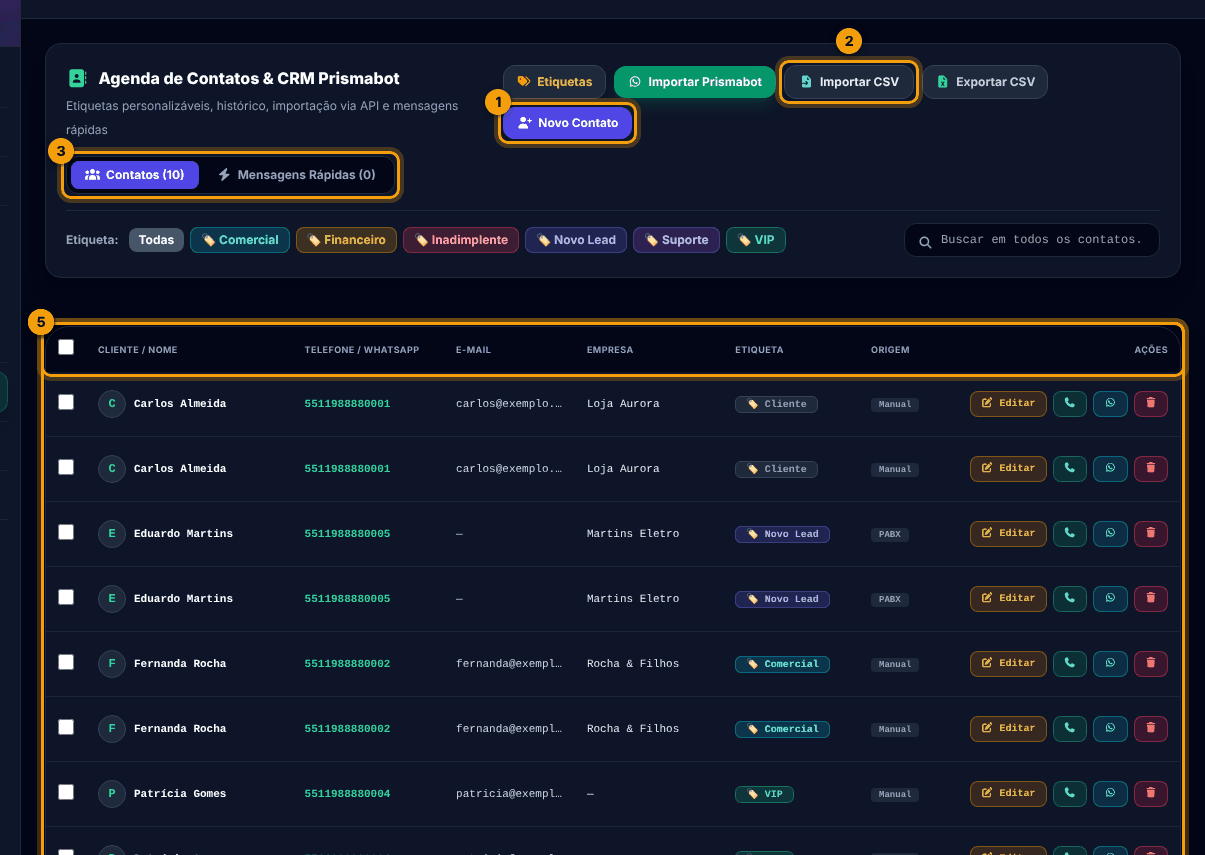 2
Agenda de Contatos & CRM Prismabot
Etiquetas
Importar Prismabot
Importar CSV
Exportar CSV
Etiquetas personalizáveis, histórico, importação via API e mensagens
rápidas
1
Novo Contato
3
Contatos (10)
Mensagens Rápidas (0)
Etiqueta:
Todas
Comercial
Financeiro
Inadimplente
Novo Lead
Suporte
VIP
Buscar em todos os contatos.
5
CLIENTE / NOME TELEFONE / WHATSAPP E-MAIL EMPRESA ETIQUETA ORIGEM AÇÕES
C Carlos Almeida 5511988880001 carlos@exemplo.… Loja Aurora Cliente Manual Editar
C Carlos Almeida 5511988880001 carlos@exemplo.… Loja Aurora Cliente Manual Editar
E Eduardo Martins 5511988880005 — Martins Eletro Novo Lead PABX Editar
E Eduardo Martins 5511988880005 — Martins Eletro Novo Lead PABX Editar
F Fernanda Rocha 5511988880002 fernanda@exempl… Rocha & Filhos Comercial Manual Editar
F Fernanda Rocha 5511988880002 fernanda@exempl… Rocha & Filhos Comercial Manual Editar
P Patrícia Gomes 5511988880004 patricia@exempl… — VIP Manual Editar